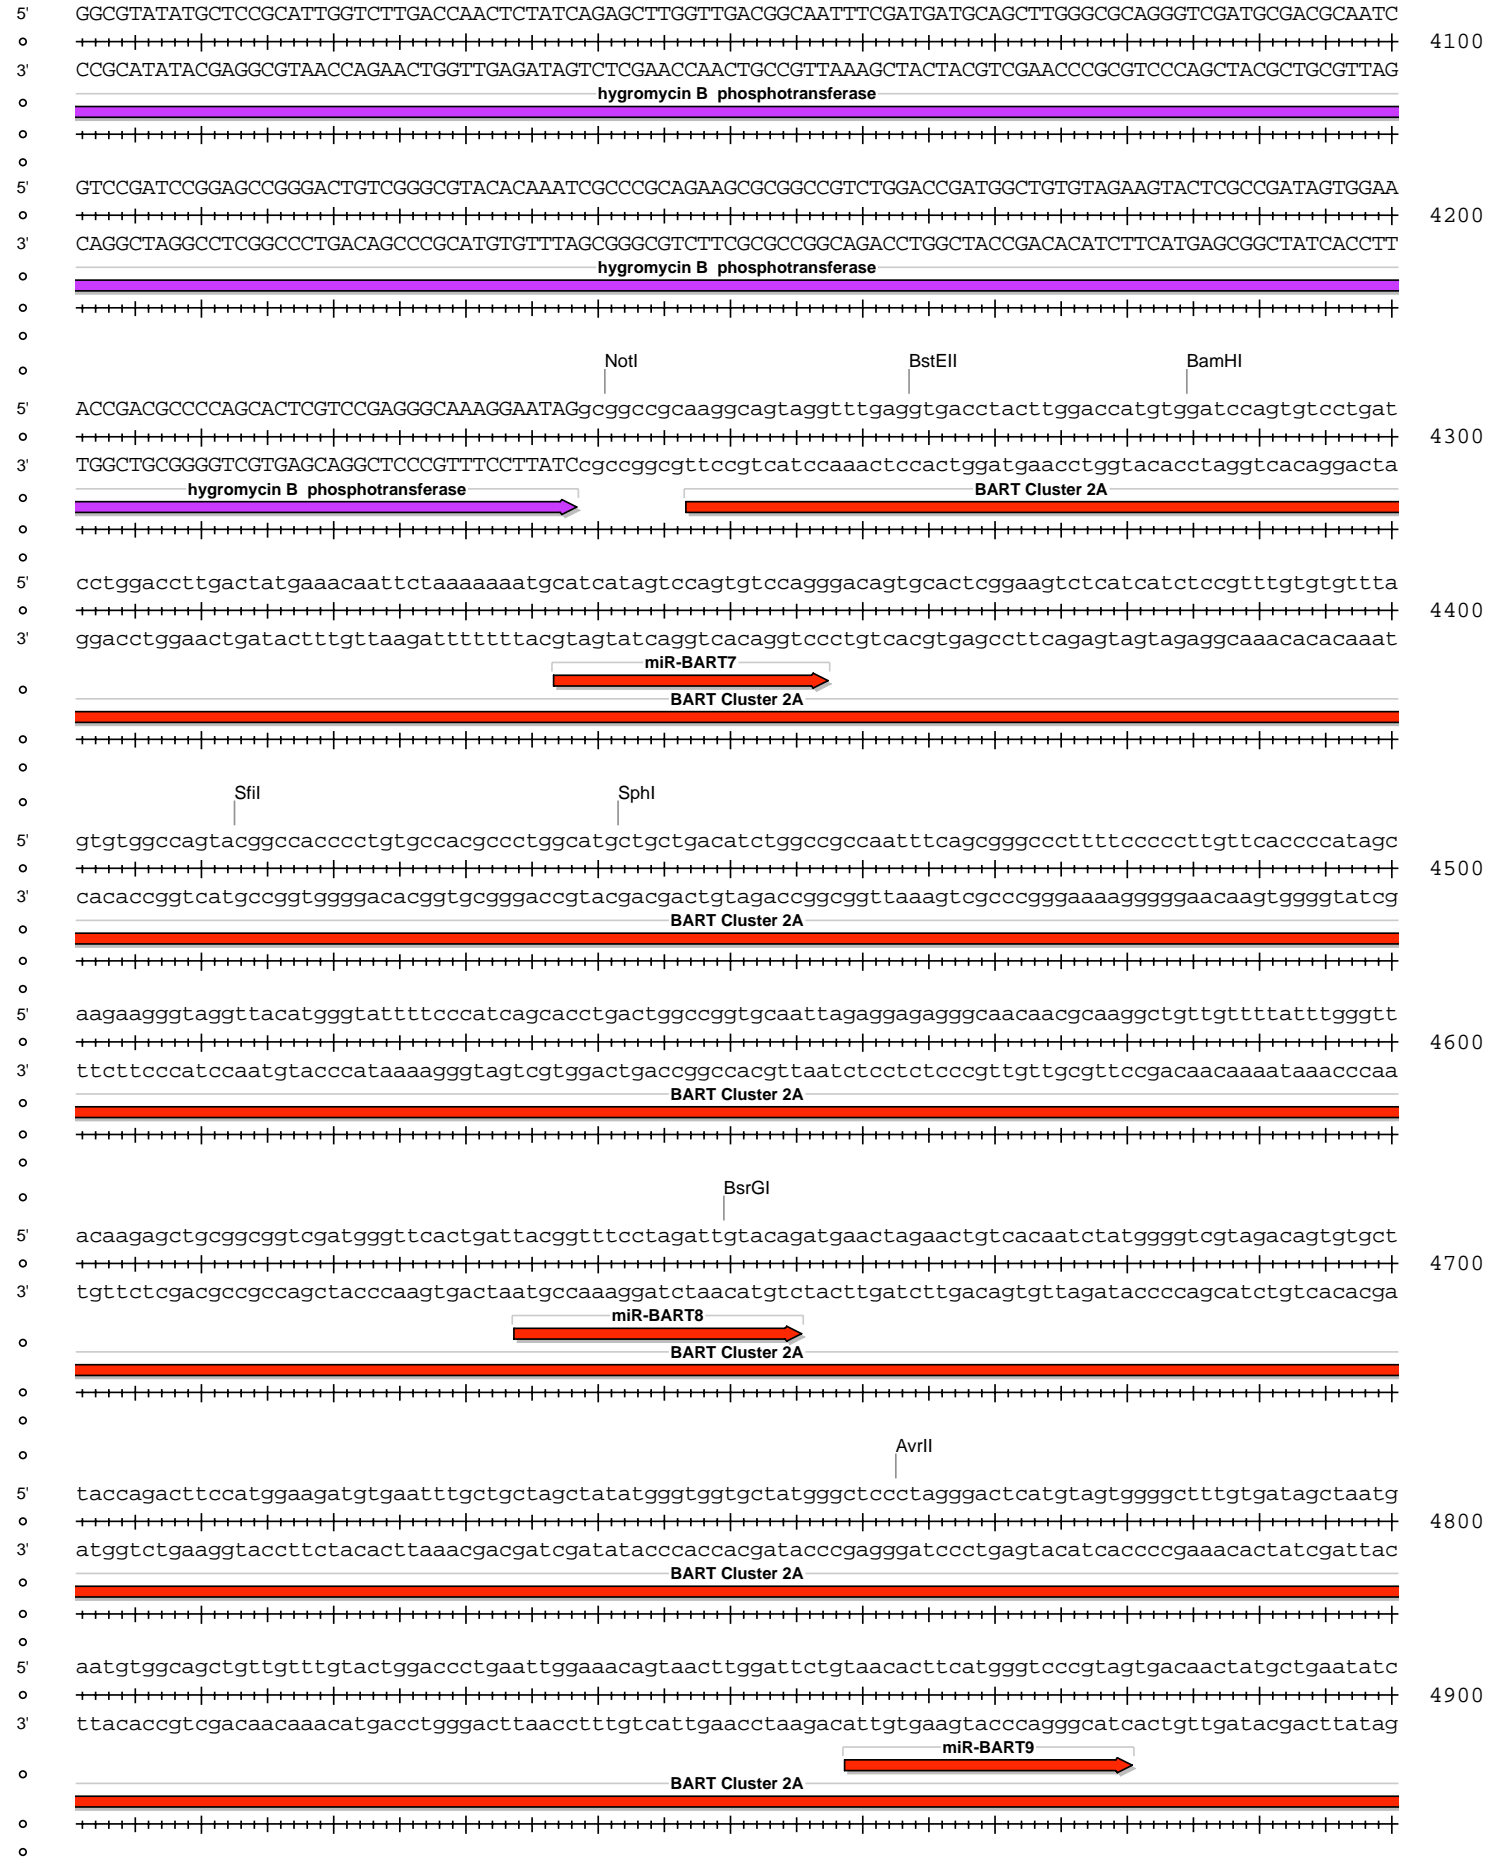 5' GGCGTATATGCTCCGCATTGGTCTTGACCAACTCTATCAGAGCTTGGTTGACGGCAATTTCGATGATGCAGCTTGGGCGCAGGGTCGATGCGACGCAATC
4100
3' CCGCATATACGAGGCGTAACCAGAACTGGTTGAGATAGTCTCGAACCAACTGCCGTTAAAGCTACTACGTCGAACCCGCGTCCCAGCTACGCTGCGTTAG
hygromycin B phosphotransferase
5' GTCCGATCCGGAGCCGGGACTGTCGGGCGTACACAAATCGCCCGCAGAAGCGCGGCCGTCTGGACCGATGGCTGTGTAGAAGTACTCGCCGATAGTGGAA
4200
3' CAGGCTAGGCCTCGGCCCTGACAGCCCGCATGTGTTTAGCGGGCGTCTTCGCGCCGGCAGACCTGGCTACCGACACATCTTCATGAGCGGCTATCACCTT
hygromycin B phosphotransferase
NotI BstEII BamHI
5' ACCGACGCCCCAGCACTCGTCCGAGGGCAAAGGAATAGgcggccgcaaggcagtaggtttgaggtgacctacttggaccatgtggatccagtgtcctgat
4300
3' TGGCTGCGGGGTCGTGAGCAGGCTCCCGTTTCCTTATCcgccggcgttccgtcatccaaactccactggatgaacctggtacacctaggtcacaggacta
hygromycin B phosphotransferase BART Cluster 2A
5' cctggaccttgactatgaaacaattctaaaaaaatgcatcatagtccagtgtccagggacagtgcactcggaagtctcatcatctccgtttgtgtgttta
4400
3' ggacctggaactgatactttgttaagatttttttacgtagtatcaggtcacaggtccctgtcacgtgagccttcagagtagtagaggcaaacacacaaat
miR-BART7
BART Cluster 2A
SfiI SphI
5' gtgtggccagtacggccacccctgtgccacgccctggcatgctgctgacatctggccgccaatttcagcgggcccttttcccccttgttcaccccatagc
4500
3' cacaccggtcatgccggtggggacacggtgcgggaccgtacgacgactgtagaccggcggttaaagtcgcccgggaaaagggggaacaagtggggtatcg
BART Cluster 2A
5' aagaagggtaggttacatgggtattttcccatcagcacctgactggccggtgcaattagaggagagggcaacaacgcaaggctgttgttttatttgggtt
4600
3' ttcttcccatccaatgtacccataaaagggtagtcgtggactgaccggccacgttaatctcctctcccgttgttgcgttccgacaacaaaataaacccaa
BART Cluster 2A
BsrGI
5' acaagagctgcggcggtcgatgggttcactgattacggtttcctagattgtacagatgaactagaactgtcacaatctatggggtcgtagacagtgtgct
4700
3' tgttctcgacgccgccagctacccaagtgactaatgccaaaggatctaacatgtctacttgatcttgacagtgttagataccccagcatctgtcacacga
miR-BART8
BART Cluster 2A
AvrII
5' taccagacttccatggaagatgtgaatttgctgctagctatatgggtggtgctatgggctccctagggactcatgtagtggggctttgtgatagctaatg
4800
3' atggtctgaaggtaccttctacacttaaacgacgatcgatatacccaccacgatacccgagggatccctgagtacatcaccccgaaacactatcgattac
BART Cluster 2A
5' aatgtggcagctgttgtttgtactggaccctgaattggaaacagtaacttggattctgtaacacttcatgggtcccgtagtgacaactatgctgaatatc
4900
3' ttacaccgtcgacaacaaacatgacctgggacttaacctttgtcattgaacctaagacattgtgaagtacccagggcatcactgttgatacgacttatag
miR-BART9
BART Cluster 2A